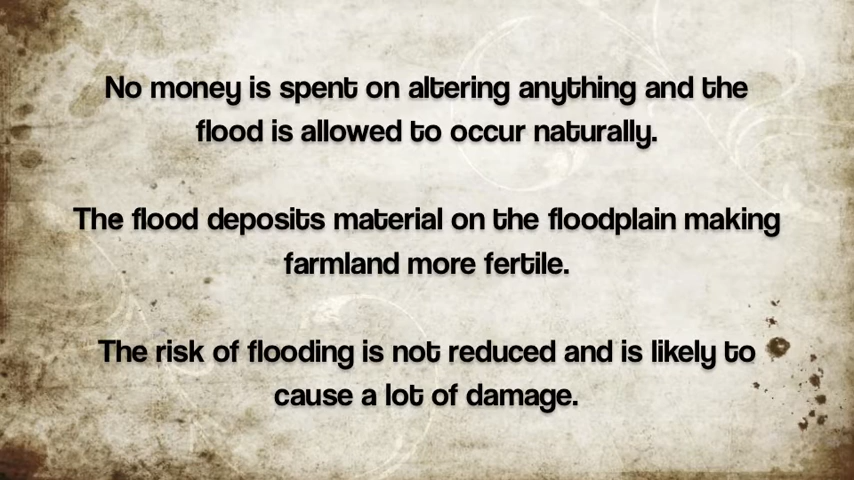 No money is spent on altering anything and the
flood is allowed to occur naturally.
The flood deposits material on the floodplain making
farmland more fertile.
The risk of flooding is not reduced and is likely to
cause a lot of damage.